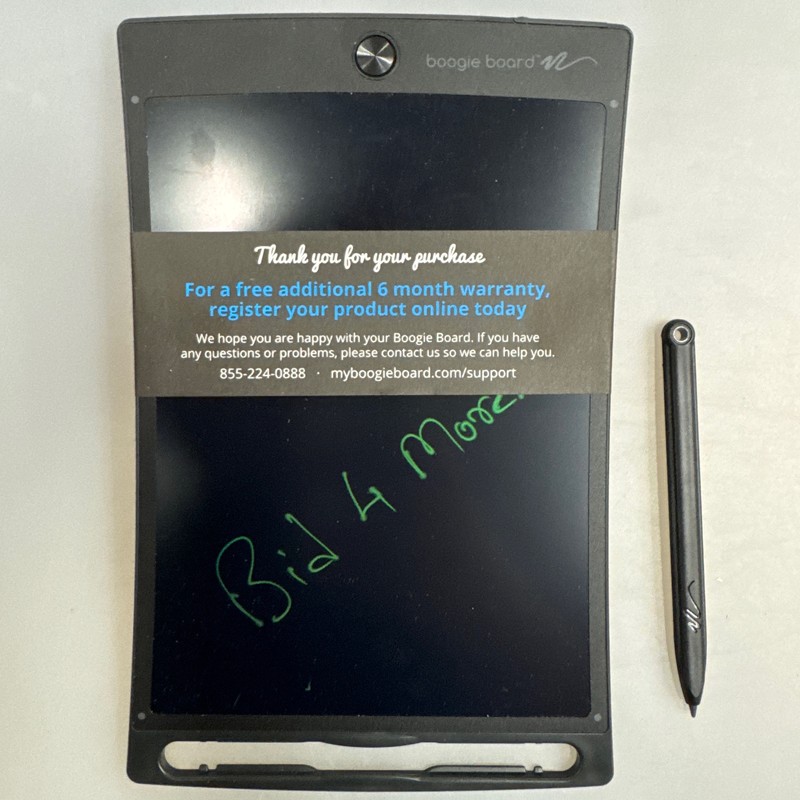 boogie board™
Thank you for your purchase
For a free additional 6 month warranty,
register your product online today
We hope you are happy with your Boogie Board. If you have
any questions or problems, please contact us so we can help you.
855-224-0888 · myboogieboard.com/support
Bid 4 More.